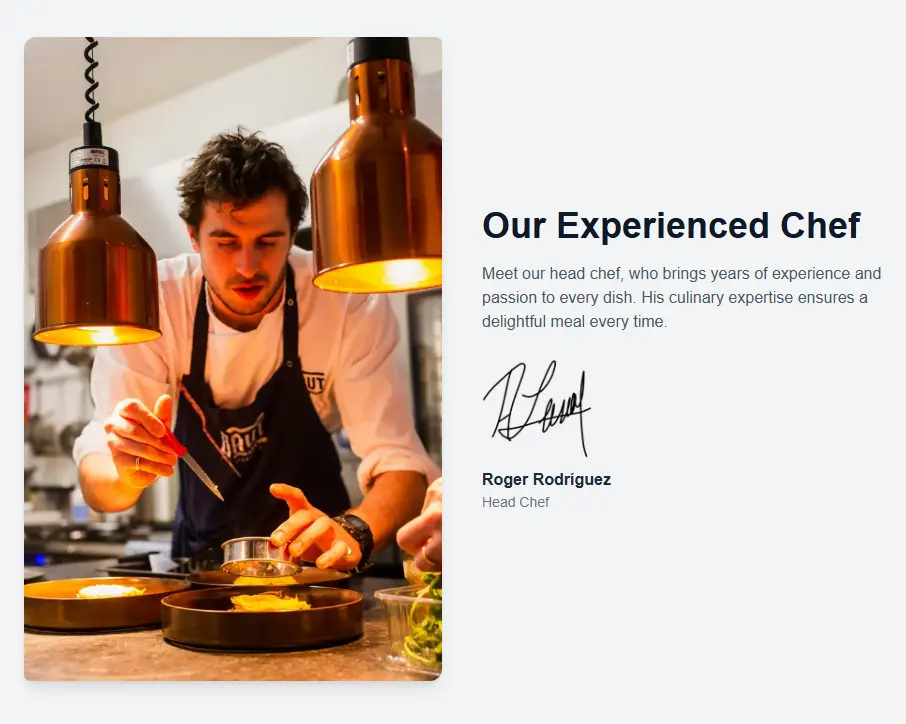 Our Experienced Chef
Meet our head chef, who brings years of experience and
passion to every dish. His culinary expertise ensures a
delightful meal every time.
Roger Rodríguez
Head Chef